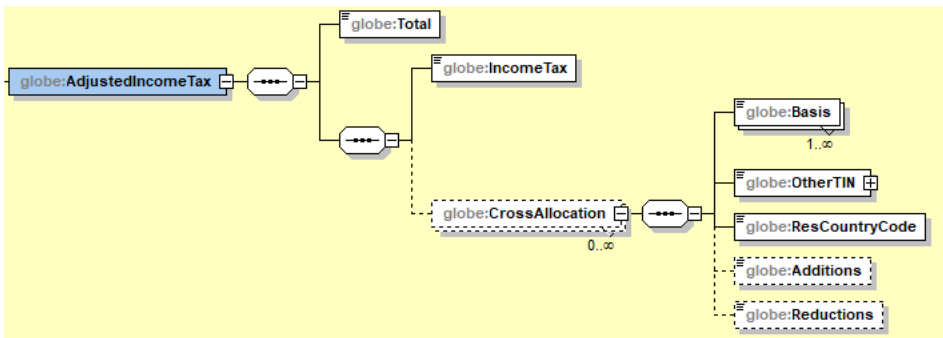 globe:Total
globe:IncomeTax
globe:AdjustedIncomeTax
globe:Basis
1..∞
globe:OtherTIN
globe:CrossAllocation
0..∞
globe:ResCountryCode
globe:Additions
globe:Reductions